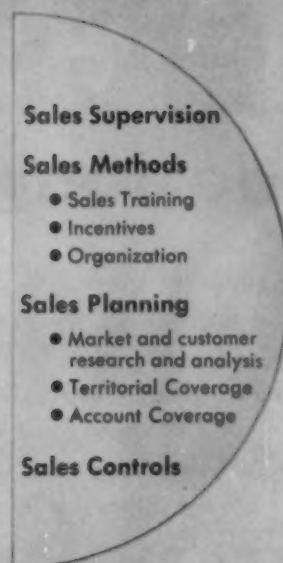 Sales Supervision
Sales Methods
• Sales Training
• Incentives
• Organization
Sales Planning
• Market and customer
research and analysis
• Territorial Coverage
• Account Coverage
Sales Controls